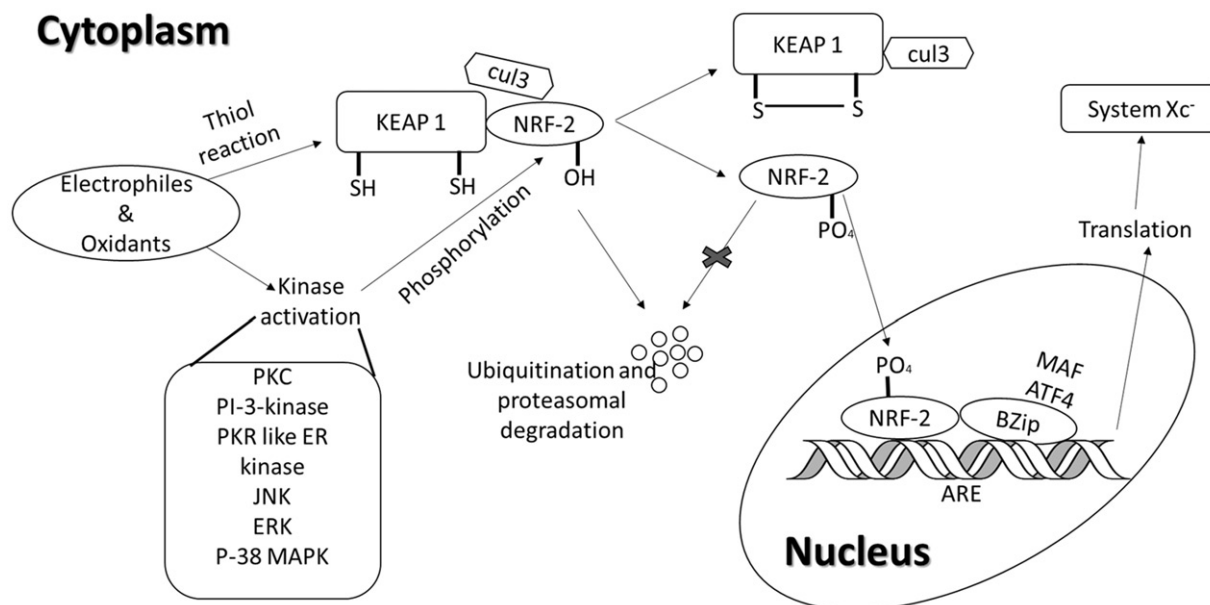 Cytoplasm
cul3
KEAP 1
NRF-2
SH
SH
OH
Thiol
reaction
Electrophiles
&
Oxidants
Kinase
activation
Phosphorylation
PKC
PI-3-kinase
PKR like ER
kinase
JNK
ERK
P-38 MAPK
Ubiquitination and
proteasomal
degradation
KEAP 1
cul3
S
S
NRF-2
PO₄
System Xc⁻
Translation
PO₄
NRF-2
MAF
ATF4
BZip
ARE
Nucleus